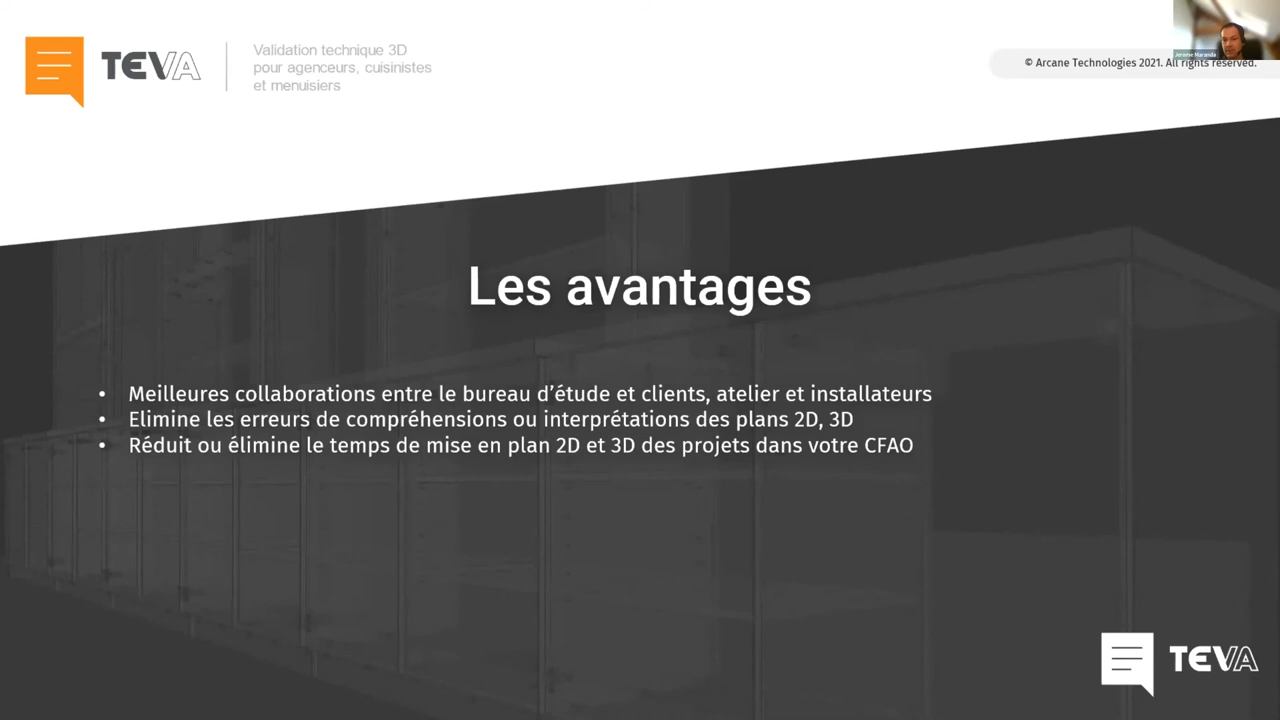 TEVA
Validation technique 3D
pour agenceurs, cuisinistes
et menuisiers
Jerome Maranda
© Arcane Technologies 2021. All rights reserved.
Les avantages
• Meilleures collaborations entre le bureau d’étude et clients, atelier et installateurs
• Elimine les erreurs de compréhensions ou interprétations des plans 2D, 3D
• Réduit ou élimine le temps de mise en plan 2D et 3D des projets dans votre CFAO
TEVA